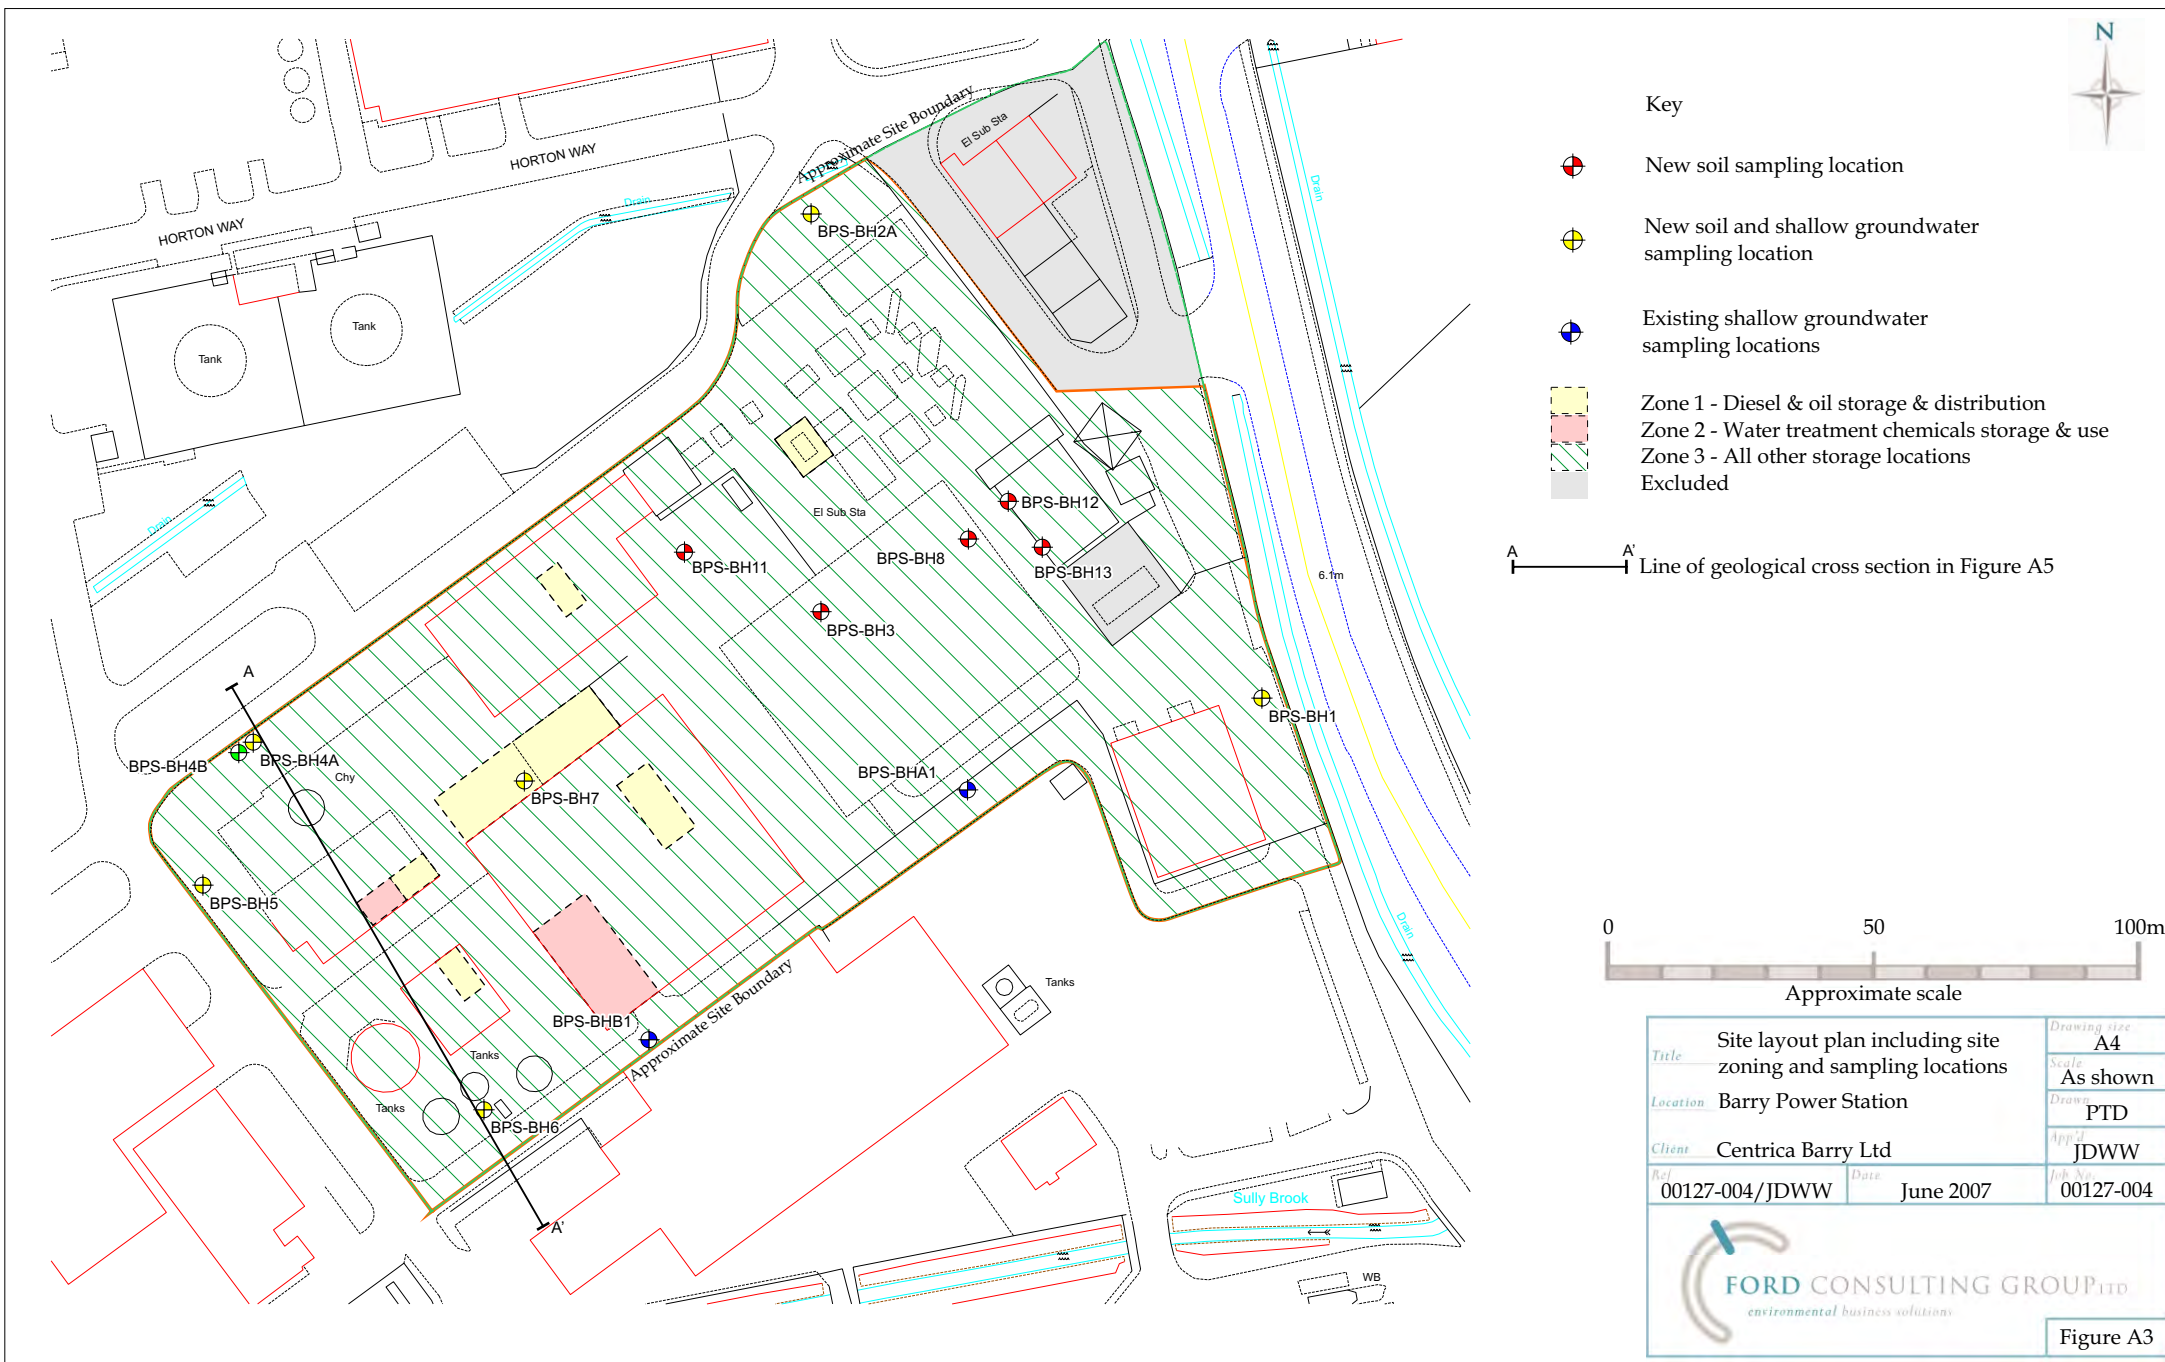 N
Key
New soil sampling location
New soil and shallow groundwater
sampling location
Existing shallow groundwater
sampling locations
Zone 1 - Diesel & oil storage & distribution
Zone 2 - Water treatment chemicals storage & use
Zone 3 - All other storage locations
Excluded
A A' Line of geological cross section in Figure A5
Approximate Site Boundary
El Sub Sta
HORTON WAY
HORTON WAY
Drain
Drain
BPS-BH2A
Tank
Tank
Drain
El Sub Sta
BPS-BH12
BPS-BH8
BPS-BH13
BPS-BH11
6.1m
BPS-BH3
A
BPS-BH1
BPS-BH4B
BPS-BH4A
Chy
BPS-BHA1
BPS-BH7
BPS-BH5
Drain
Approximate Site Boundary
Tanks
BPS-BHB1
Tanks
Tanks
BPS-BH6
A'
Sully Brook
WB
0 50 100m
Approximate scale
Title Site layout plan including site
zoning and sampling locations
Drawing size
A4
Scale
As shown
Location Barry Power Station
Drawn
PTD
Client Centrica Barry Ltd
App'd
JDWW
Ref
00127-004/JDWW
Date
June 2007
Job No.
00127-004
FORD CONSULTING GROUP LTD
environmental business solutions
Figure A3